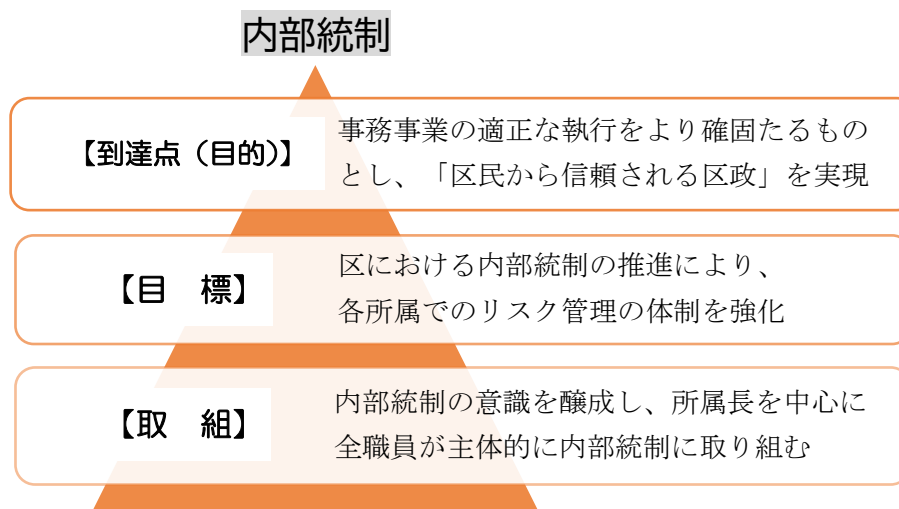 内部統制
【到達点（目的）】
事務事業の適正な執行をより確固たるもの
とし、「区民から信頼される区政」を実現
【目　標】
区における内部統制の推進により、
各所属でのリスク管理の体制を強化
【取　組】
内部統制の意識を醸成し、所属長を中心に
全職員が主体的に内部統制に取り組む